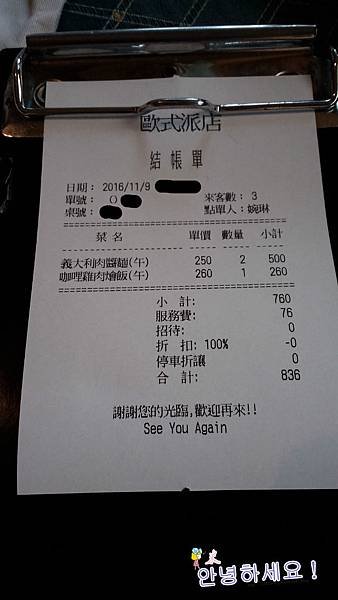 歐式派店
結帳單
日期： 2016/11/9
單號： 0 來客數： 3
桌號： 點單人：婉琳
菜名 單價 數量 小計
義大利肉醬麵(午) 250 2 500
咖哩雞肉燴飯(午) 260 1 260
小 計: 760
服務費: 76
招待: 0
折 扣: 100% -0
停車折讓 0
合 計: 836
謝謝您的光臨,歡迎再來!!
See You Again
안녕하세요！